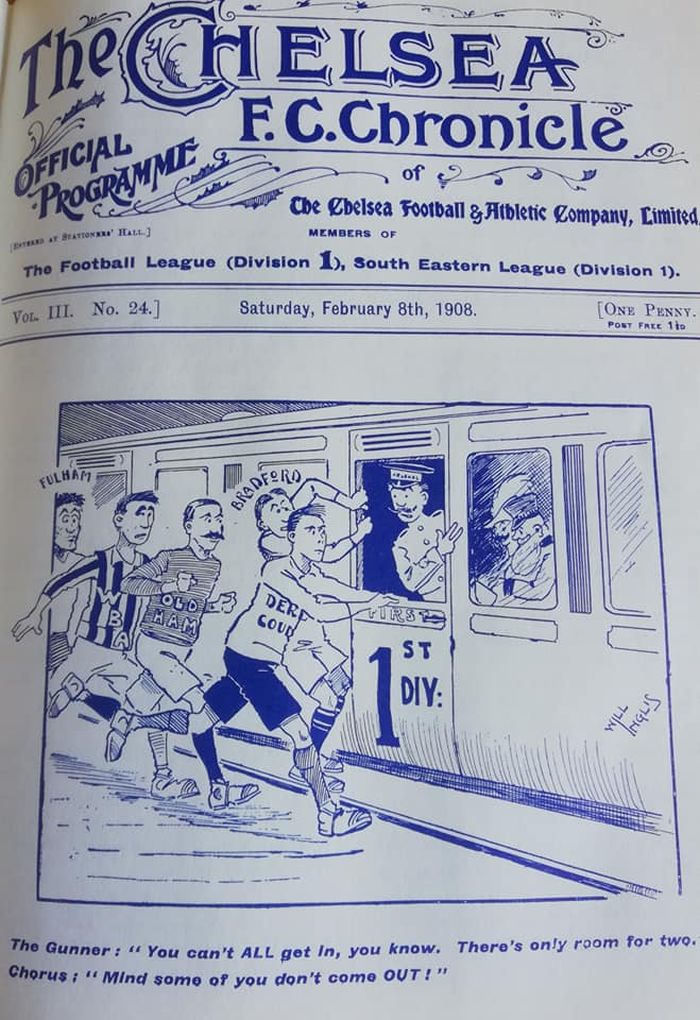 The CHELSEA
F.C. Chronicle
OFFICIAL
PROGRAMME
of
The Chelsea Football & Athletic Company, Limited.
[ENTERED AT STATIONERS' HALL.]
MEMBERS OF
The Football League (Division 1), South Eastern League (Division 1).
VOL. III. No. 24.]
Saturday, February 8th, 1908.
[ONE PENNY.
POST FREE 1½D
FULHAM
BRADFORD
WBA
OLD
HAM
DERBY
COU
FIRST
1ST
DIV:
WILL
INGLIS
The Gunner: "You can't ALL get in, you know. There's only room for two."
Chorus; "Mind some of you don't come OUT!"